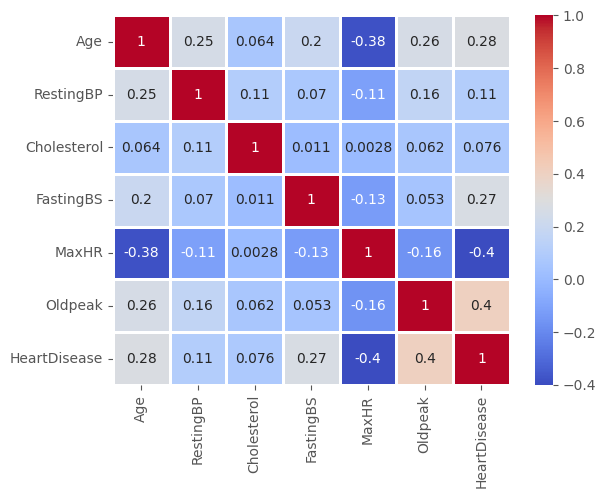 Age 1 0.25 0.064 0.2 -0.38 0.26 0.28
RestingBP 0.25 1 0.11 0.07 -0.11 0.16 0.11
Cholesterol 0.064 0.11 1 0.011 0.0028 0.062 0.076
FastingBS 0.2 0.07 0.011 1 -0.13 0.053 0.27
MaxHR -0.38 -0.11 0.0028 -0.13 1 -0.16 -0.4
Oldpeak 0.26 0.16 0.062 0.053 -0.16 1 0.4
HeartDisease 0.28 0.11 0.076 0.27 -0.4 0.4 1
Age RestingBP Cholesterol FastingBS MaxHR Oldpeak HeartDisease
1.0
0.8
0.6
0.4
0.2
0.0
−0.2
−0.4